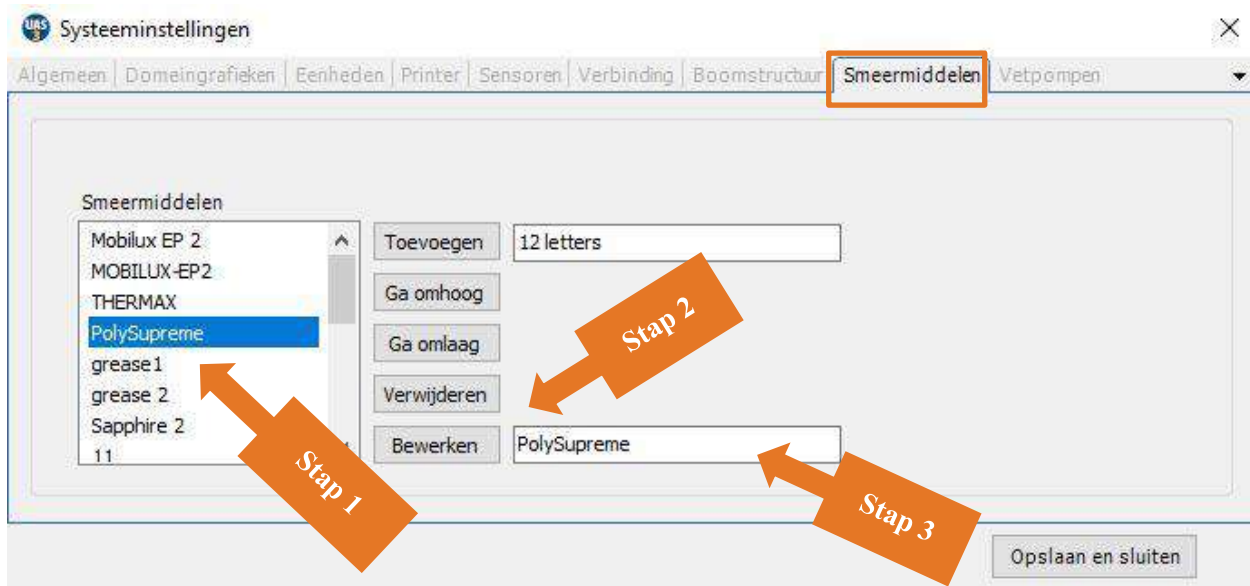 UAS
3
Systeeminstellingen
Algemeen Domeingrafieken Eenheden Printer Sensoren Verbinding Boomstructuur Smeermiddelen Vetpompen
Smeermiddelen
Mobilux EP 2
MOBILUX-EP2
THERMAX
PolySupreme
grease1
grease 2
Sapphire 2
11
Toevoegen 12 letters
Ga omhoog
Ga omlaag
Verwijderen
Bewerken PolySupreme
Stap 1
Stap 2
Stap 3
Opslaan en sluiten